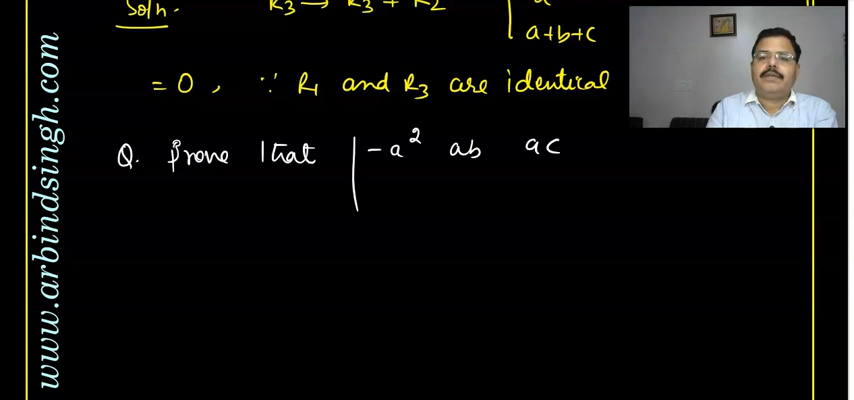 Soln. R3 → R3 + R2 | a
a+b+c
= 0, ∵ R1 and R3 are identical
Q. Prove that | -a² ab ac
www.arbindsingh.com